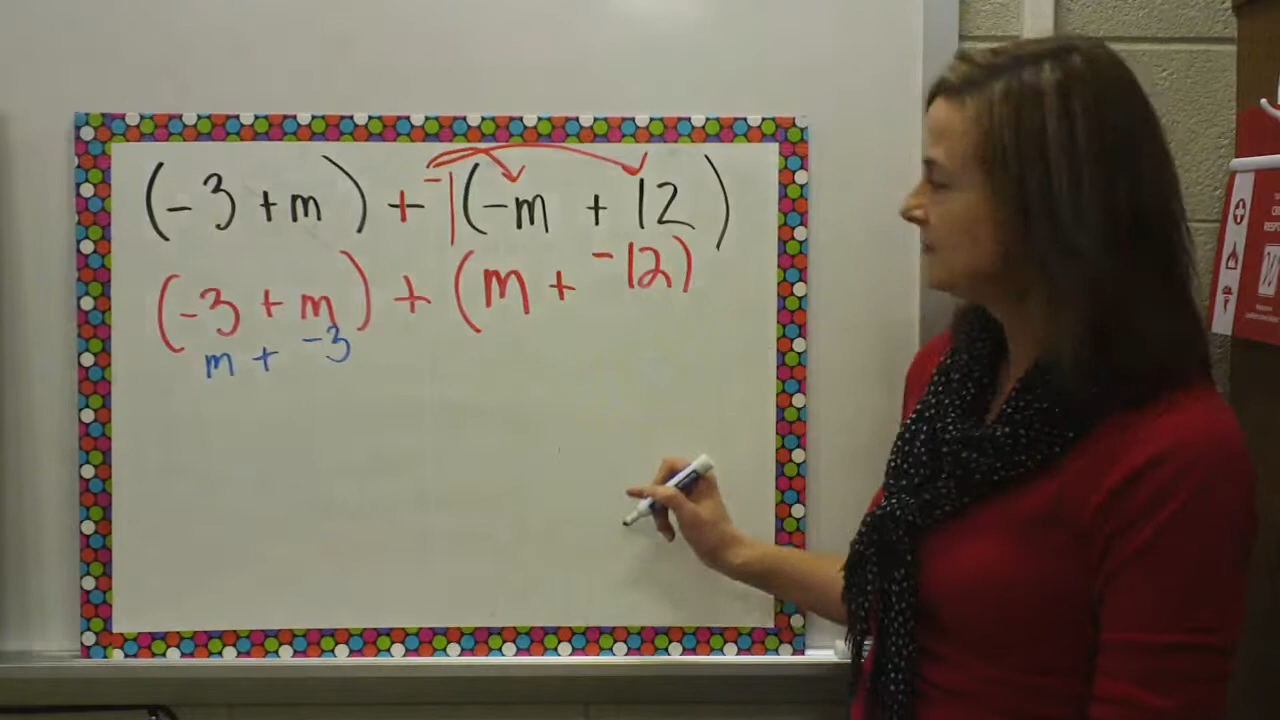 (-3 + m) + -1(-m + 12)
(-3 + m) + (m + -12)
m + -3